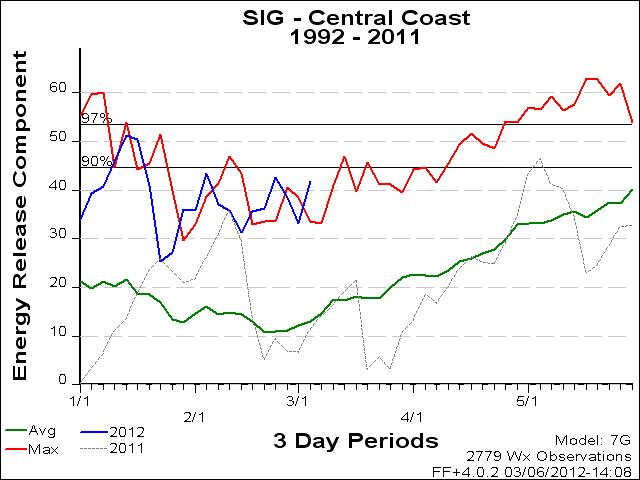 SIG - Central Coast
1992 - 2011
Energy Release Component
60
97%
50
90%
40
30
20
10
0
1/1
2/1
3/1
4/1
5/1
3 Day Periods
Avg
Max
2012
2011
Model: 7G
2779 Wx Observations
FF+4.0.2 03/06/2012-14:08